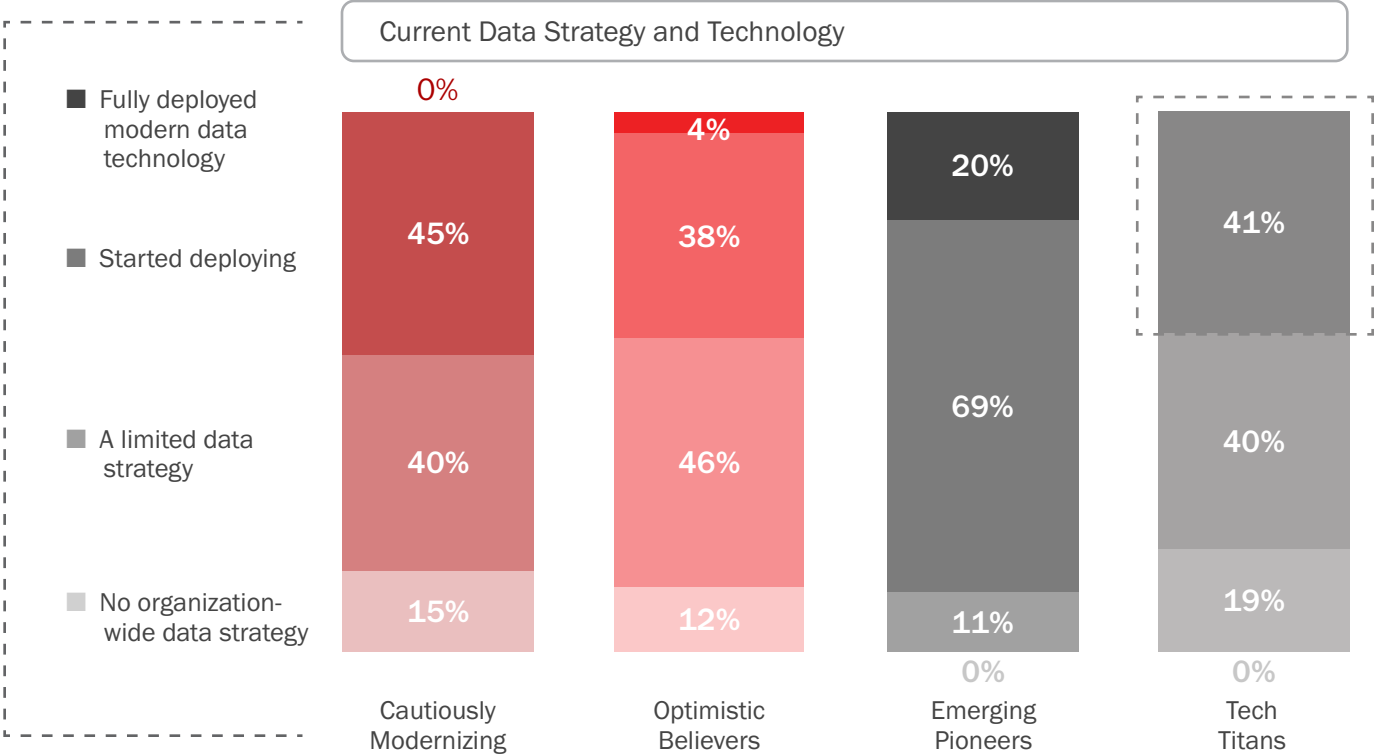 Current Data Strategy and Technology
Fully deployed
modern data
technology
Started deploying
A limited data
strategy
No organization-
wide data strategy
0%
45%
40%
15%
Cautiously
Modernizing
4%
38%
46%
12%
Optimistic
Believers
20%
69%
11%
0%
Emerging
Pioneers
41%
40%
19%
0%
Tech
Titans